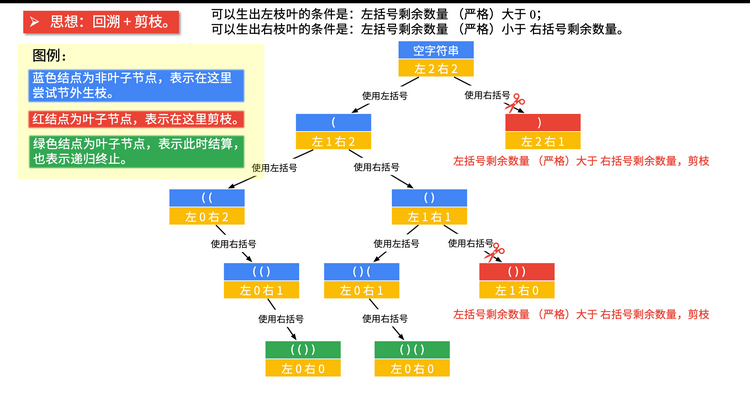 思想：回溯 + 剪枝。
可以生出左枝叶的条件是：左括号剩余数量 （严格）大于 0；
可以生出右枝叶的条件是：左括号剩余数量 （严格）小于 右括号剩余数量。
图例：
蓝色结点为非叶子节点，表示在这里
尝试节外生枝。
红结点为叶子节点，表示在这里剪枝。
绿色结点为叶子节点，表示此时结算，
也表示递归终止。
空字符串
左 2 右 2
使用左括号
使用右括号
(
左 1 右 2
)
左 2 右 1
左括号剩余数量 （严格）大于 右括号剩余数量，剪枝
使用左括号
使用右括号
( (
左 0 右 2
( )
左 1 右 1
使用右括号
使用左括号
使用右括号
( ( )
左 0 右 1
( ) (
左 0 右 1
( ) )
左 1 右 0
左括号剩余数量 （严格）大于 右括号剩余数量，剪枝
使用右括号
使用右括号
( ( ) )
左 0 右 0
( ) ( )
左 0 右 0